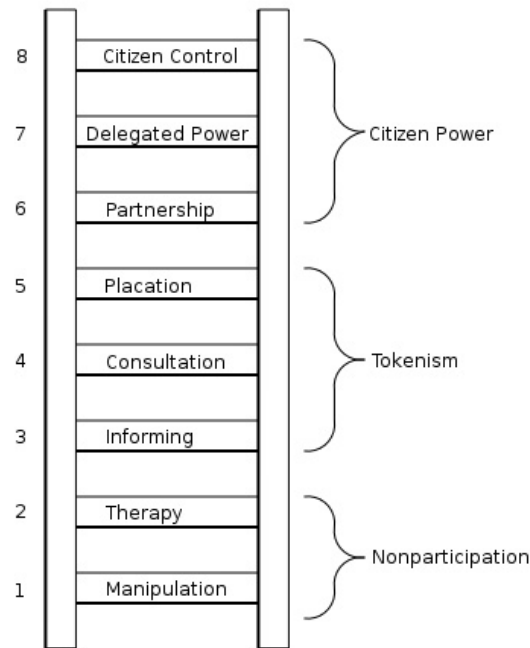 8 Citizen Control
7 Delegated Power Citizen Power
6 Partnership
5 Placation
4 Consultation Tokenism
3 Informing
2 Therapy
Nonparticipation
1 Manipulation